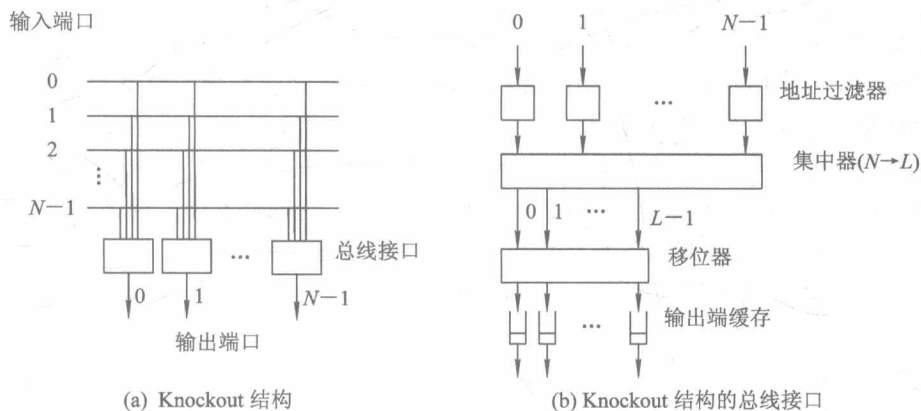 输入端口
0
1
2
⋮
N−1
总线接口
...
0
1
N−1
输出端口
(a) Knockout 结构
0
1
N−1
...
地址过滤器
集中器(N→L)
0
1
...
L−1
移位器
...
输出端缓存
(b) Knockout 结构的总线接口